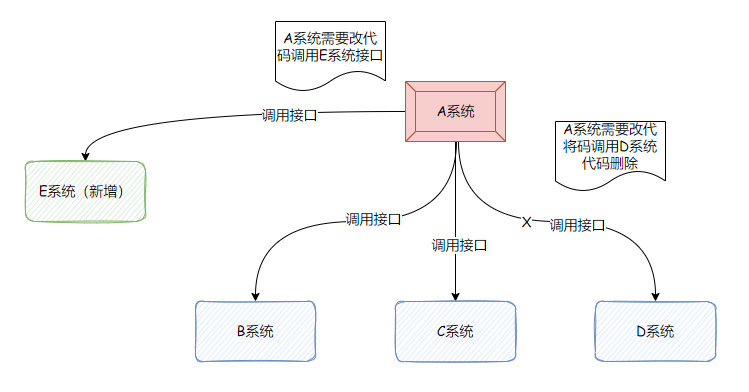 A系统需要改代
码调用E系统接口
A系统
调用接口
A系统需要改代
将码调用D系统
代码删除
E系统（新增）
调用接口
X
调用接口
调用接口
B系统
C系统
D系统